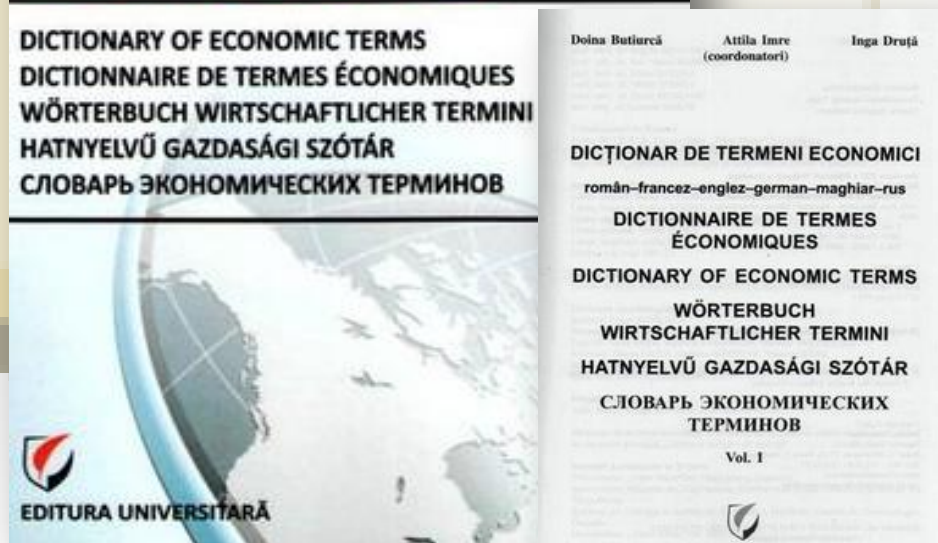 DICTIONARY OF ECONOMIC TERMS
DICTIONNAIRE DE TERMES ÉCONOMIQUES
WÖRTERBUCH WIRTSCHAFTLICHER TERMINI
HATNYELVŰ GAZDASÁGI SZÓTÁR
СЛОВАРЬ ЭКОНОМИЧЕСКИХ ТЕРМИНОВ
EDITURA UNIVERSITARĂ
Doina Butiurcă Attila Imre Inga Druţă
(coordonatori)
DICŢIONAR DE TERMENI ECONOMICI
român–francez–englez–german–maghiar–rus
DICTIONNAIRE DE TERMES
ÉCONOMIQUES
DICTIONARY OF ECONOMIC TERMS
WÖRTERBUCH
WIRTSCHAFTLICHER TERMINI
HATNYELVŰ GAZDASÁGI SZÓTÁR
СЛОВАРЬ ЭКОНОМИЧЕСКИХ
ТЕРМИНОВ
Vol. I